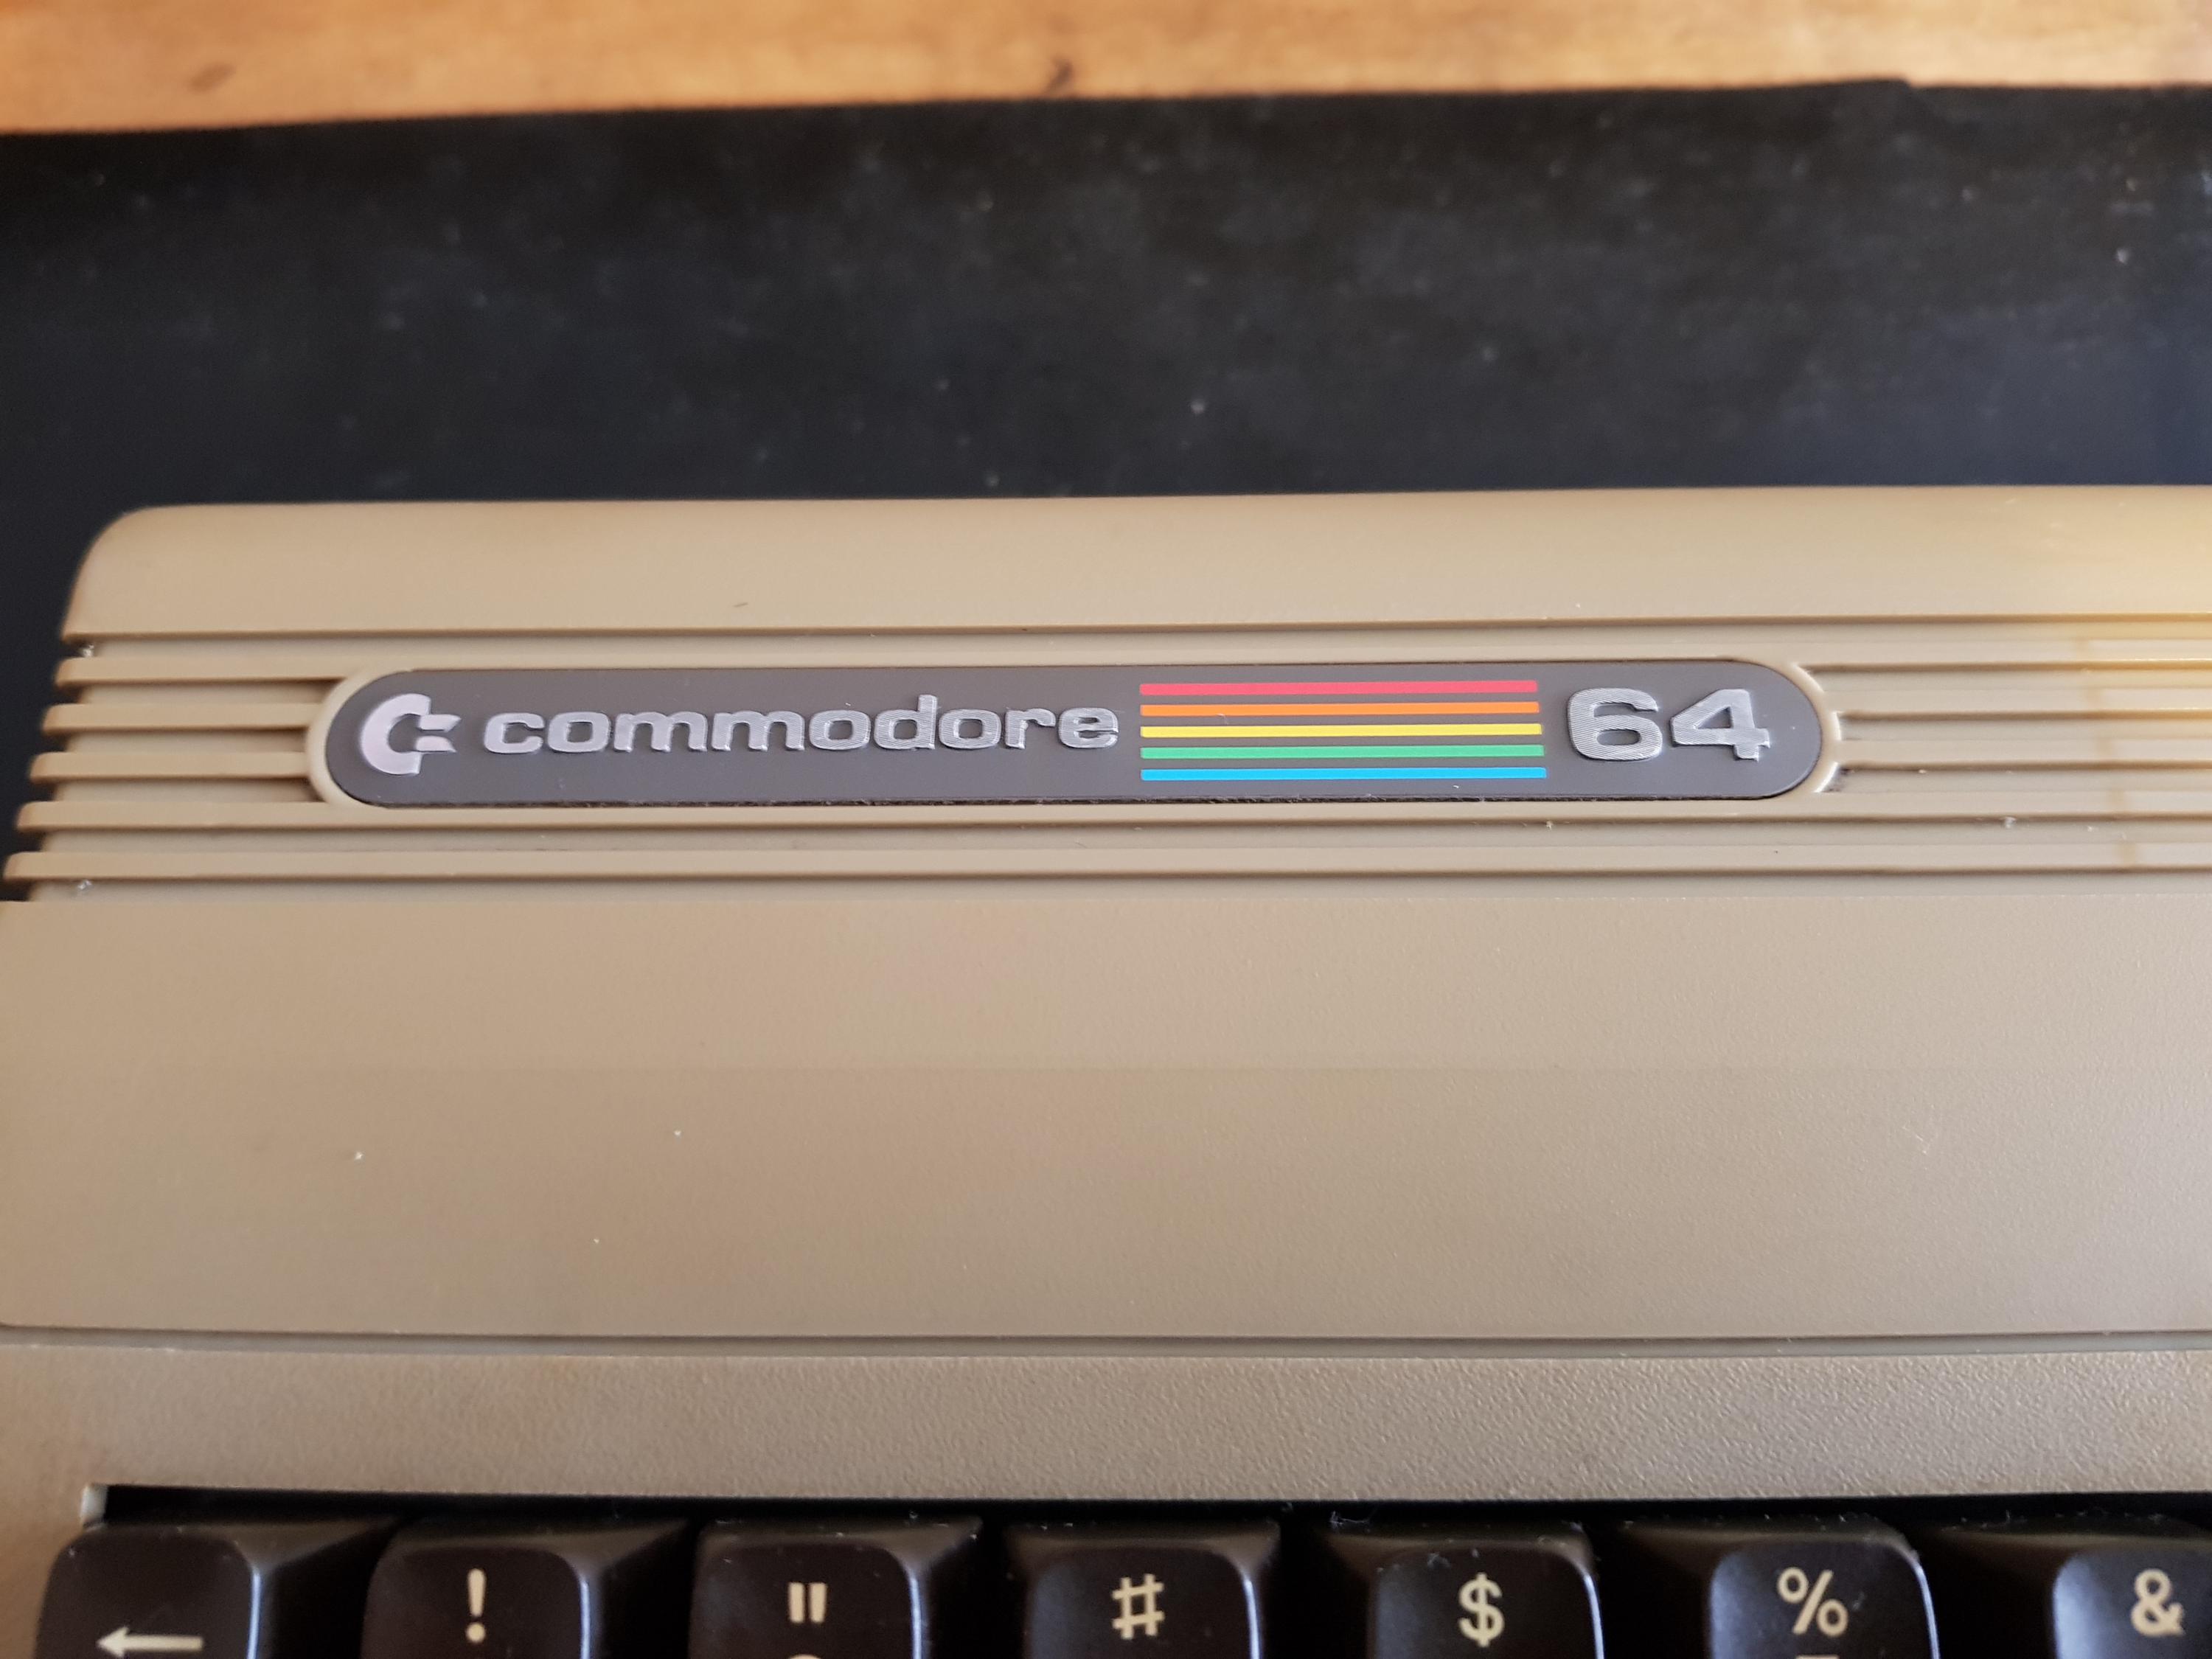 commodore 64
← ! " # $ % &